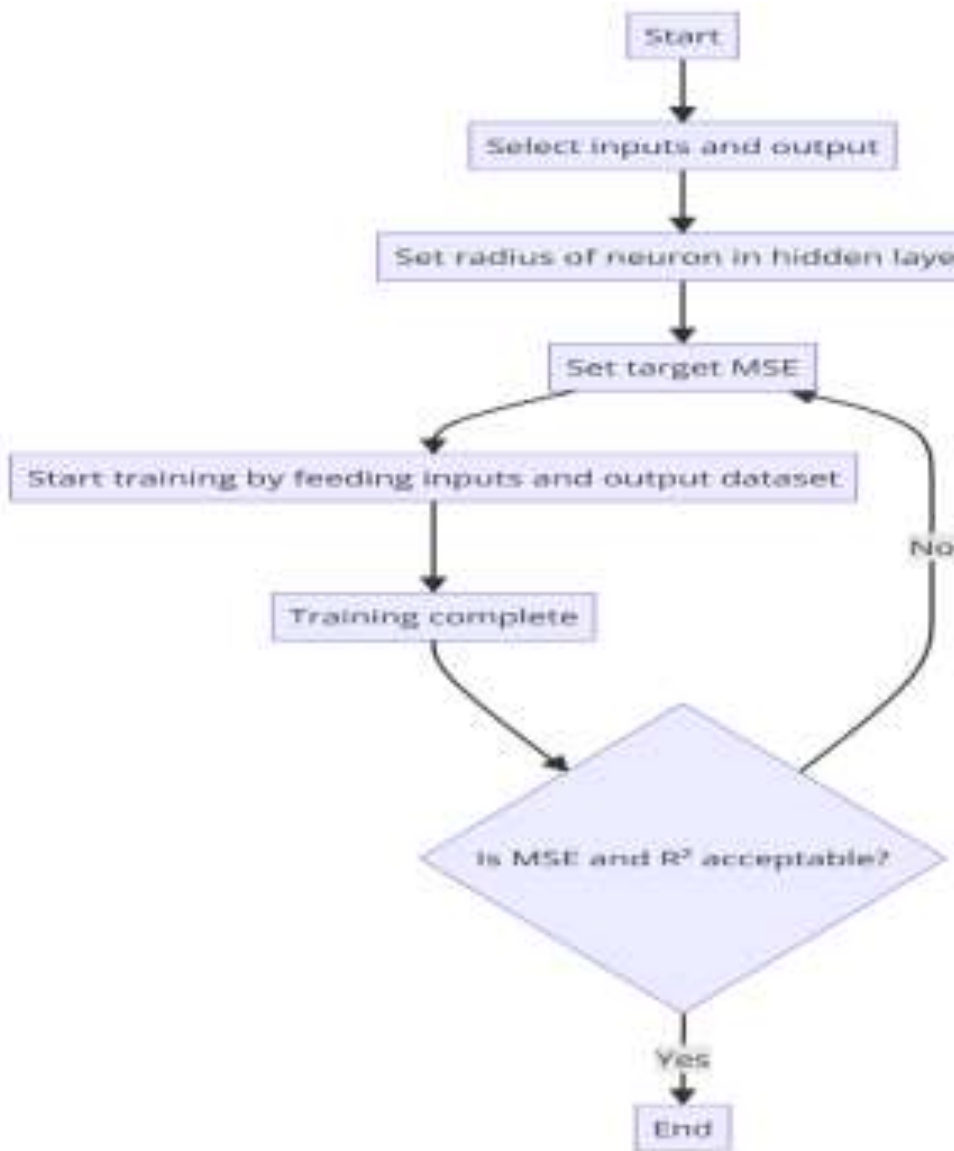 Start
Select inputs and output
Set radius of neuron in hidden laye
Set target MSE
Start training by feeding inputs and output dataset
No
Training complete
Is MSE and R² acceptable?
Yes
End